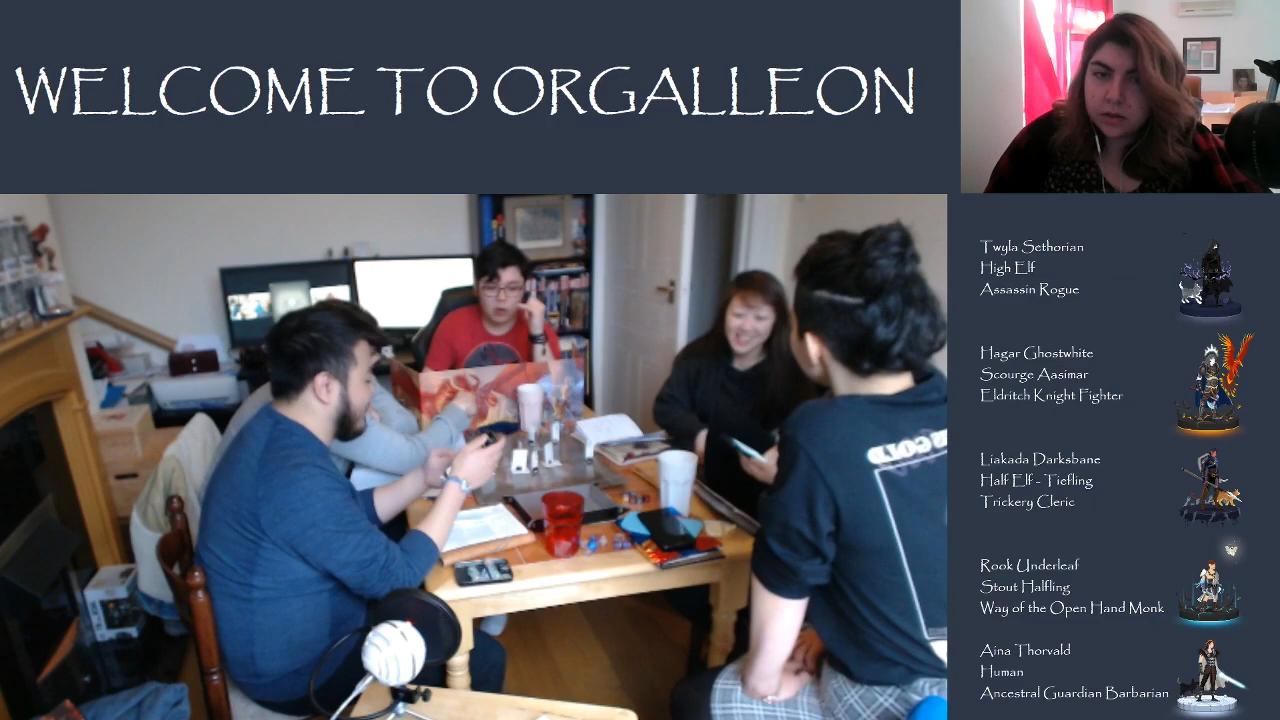 WELCOME TO ORGALLEON
Twyla Sethorian
High Elf
Assassin Rogue
Hagar Ghostwhite
Scourge Aasimar
Eldritch Knight Fighter
Liakada Darksbane
Half Elf - Tiefling
Trickery Cleric
Rook Underleaf
Stout Halfling
Way of the Open Hand Monk
Aina Thorvald
Human
Ancestral Guardian Barbarian